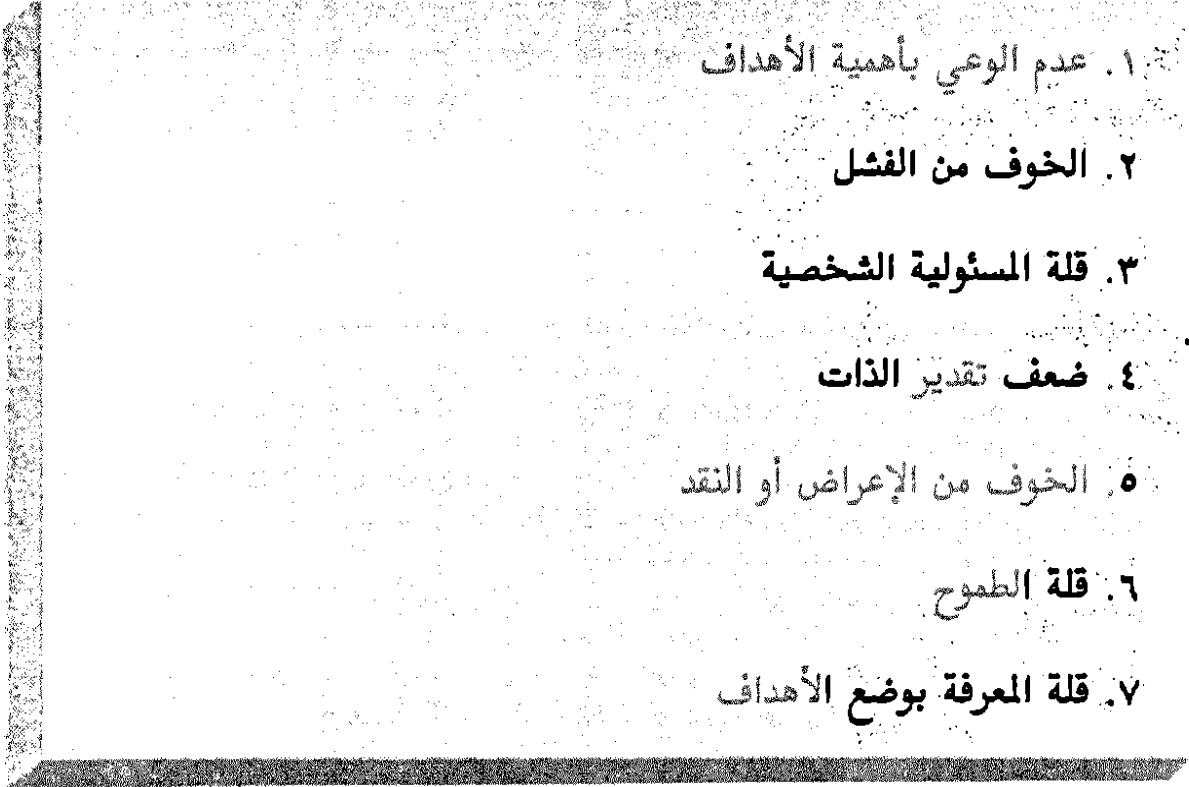 ١. عدم الوعي بأهمية الأهداف
٢. الخوف من الفشل
٣. قلة المسئولية الشخصية
٤. ضعف تقدير الذات
٥. الخوف من الإعراض أو النقد
٦. قلة الطموح
٧. قلة المعرفة بوضع الأهداف